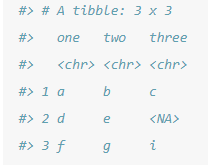 #> # A tibble: 3 x 3
#>   one   two   three
#>   <chr> <chr> <chr>
#> 1 a     b     c
#> 2 d     e     <NA>
#> 3 f     g     i